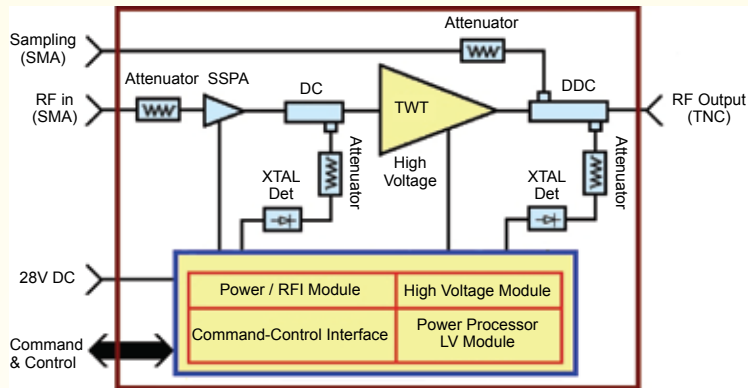 Attenuator
Sampling
(SMA)
Attenuator
SSPA
DC
DDC
RF in
(SMA)
TWT
RF Output
(TNC)
High
Voltage
XTAL
Det
Attenuator
XTAL
Det
Attenuator
28V DC
Power / RFI Module
High Voltage Module
Command-Control Interface
Power Processor
LV Module
Command
& Control